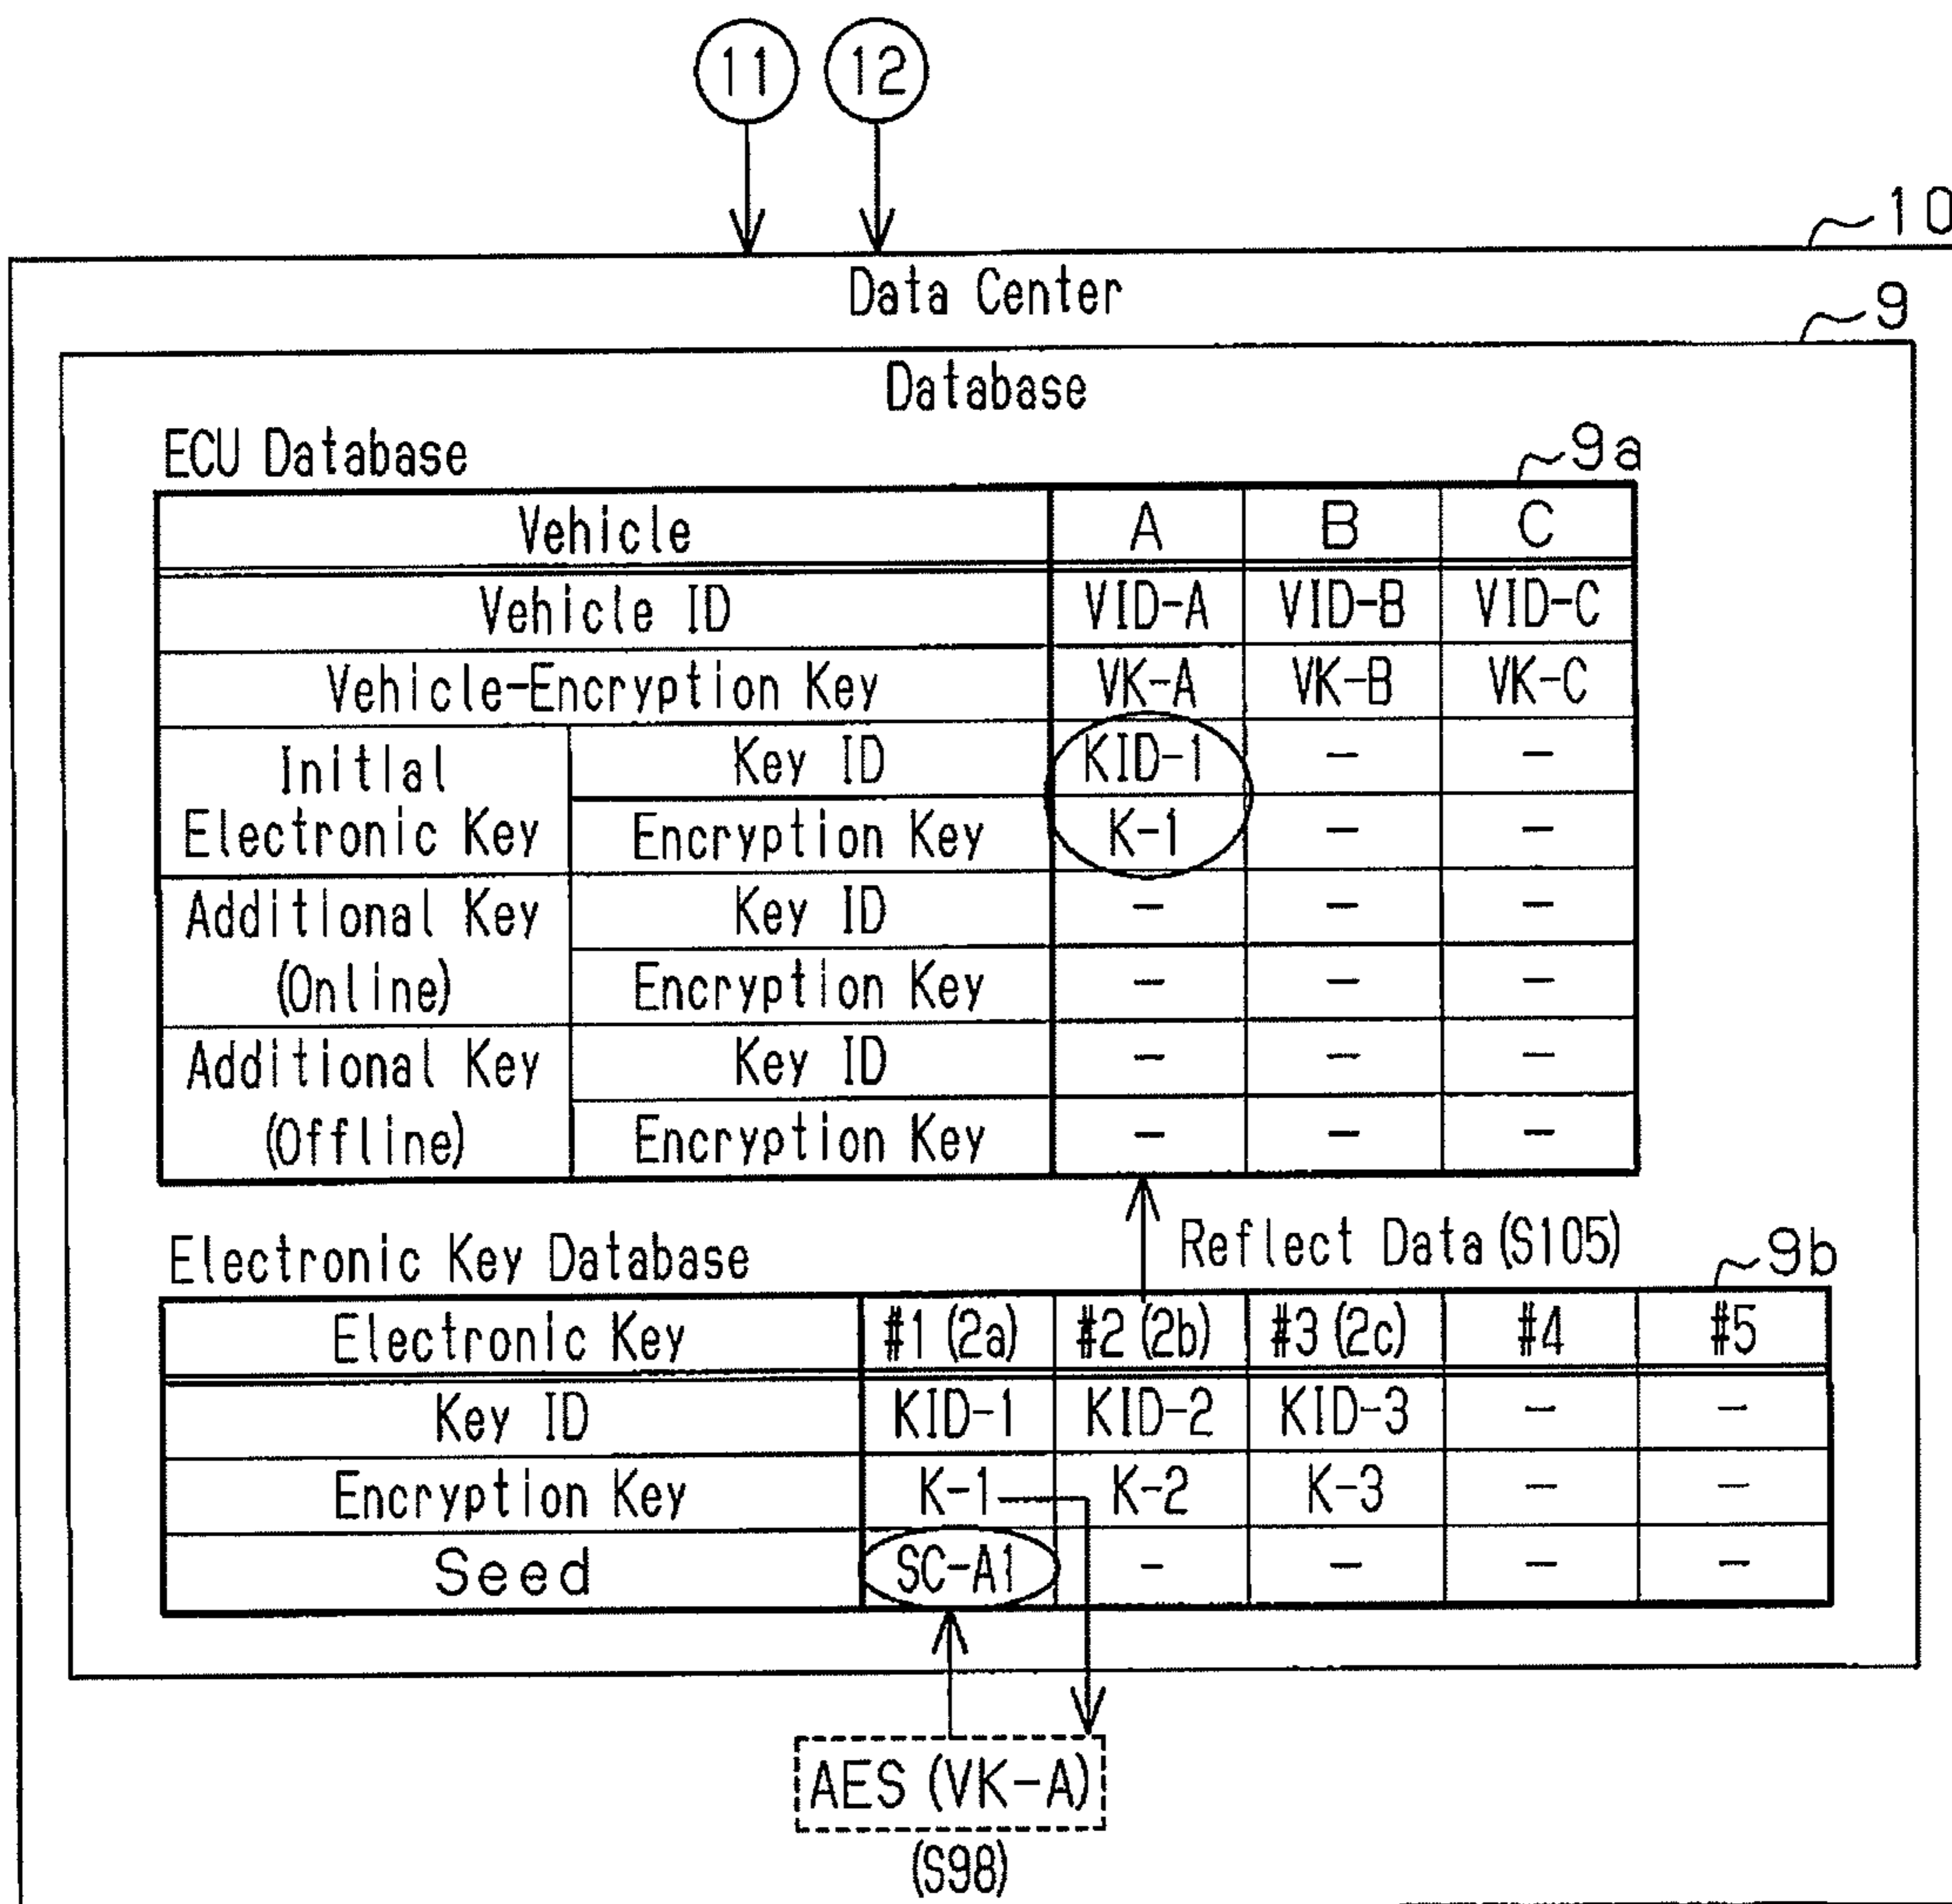 11 12
10
Data Center
9
Database
ECU Database
9a
Vehicle A B C
Vehicle ID VID-A VID-B VID-C
Vehicle-Encryption Key VK-A VK-B VK-C
Initial Electronic Key Key ID KID-1 - -
Encryption Key K-1 - -
Additional Key (Online) Key ID - - -
Encryption Key - - -
Additional Key (Offline) Key ID - - -
Encryption Key - - -
Reflect Data (S105)
Electronic Key Database
9b
Electronic Key #1 (2a) #2 (2b) #3 (2c) #4 #5
Key ID KID-1 KID-2 KID-3 - -
Encryption Key K-1 K-2 K-3 - -
Seed SC-A1 - - - -
AES (VK-A)
(S98)